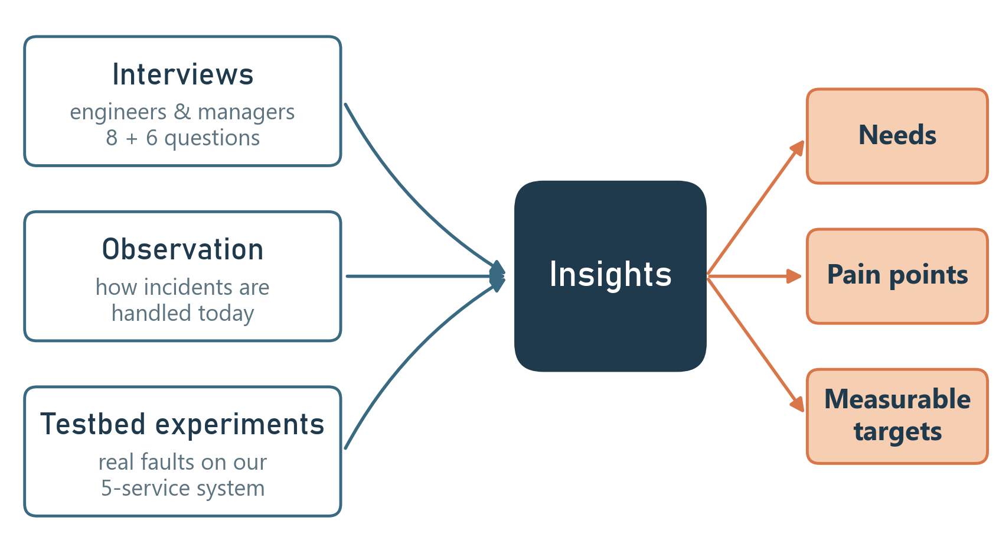 Interviews
engineers & managers
8 + 6 questions
Observation
how incidents are
handled today
Testbed experiments
real faults on our
5-service system
Insights
Needs
Pain points
Measurable
targets